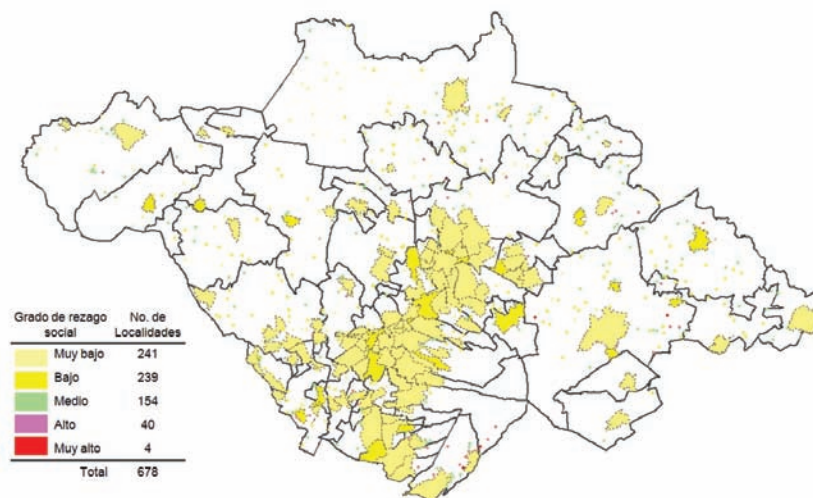 Grado de rezago social No. de Localidades
Muy bajo 241
Bajo 239
Medio 154
Alto 40
Muy alto 4
Total 678